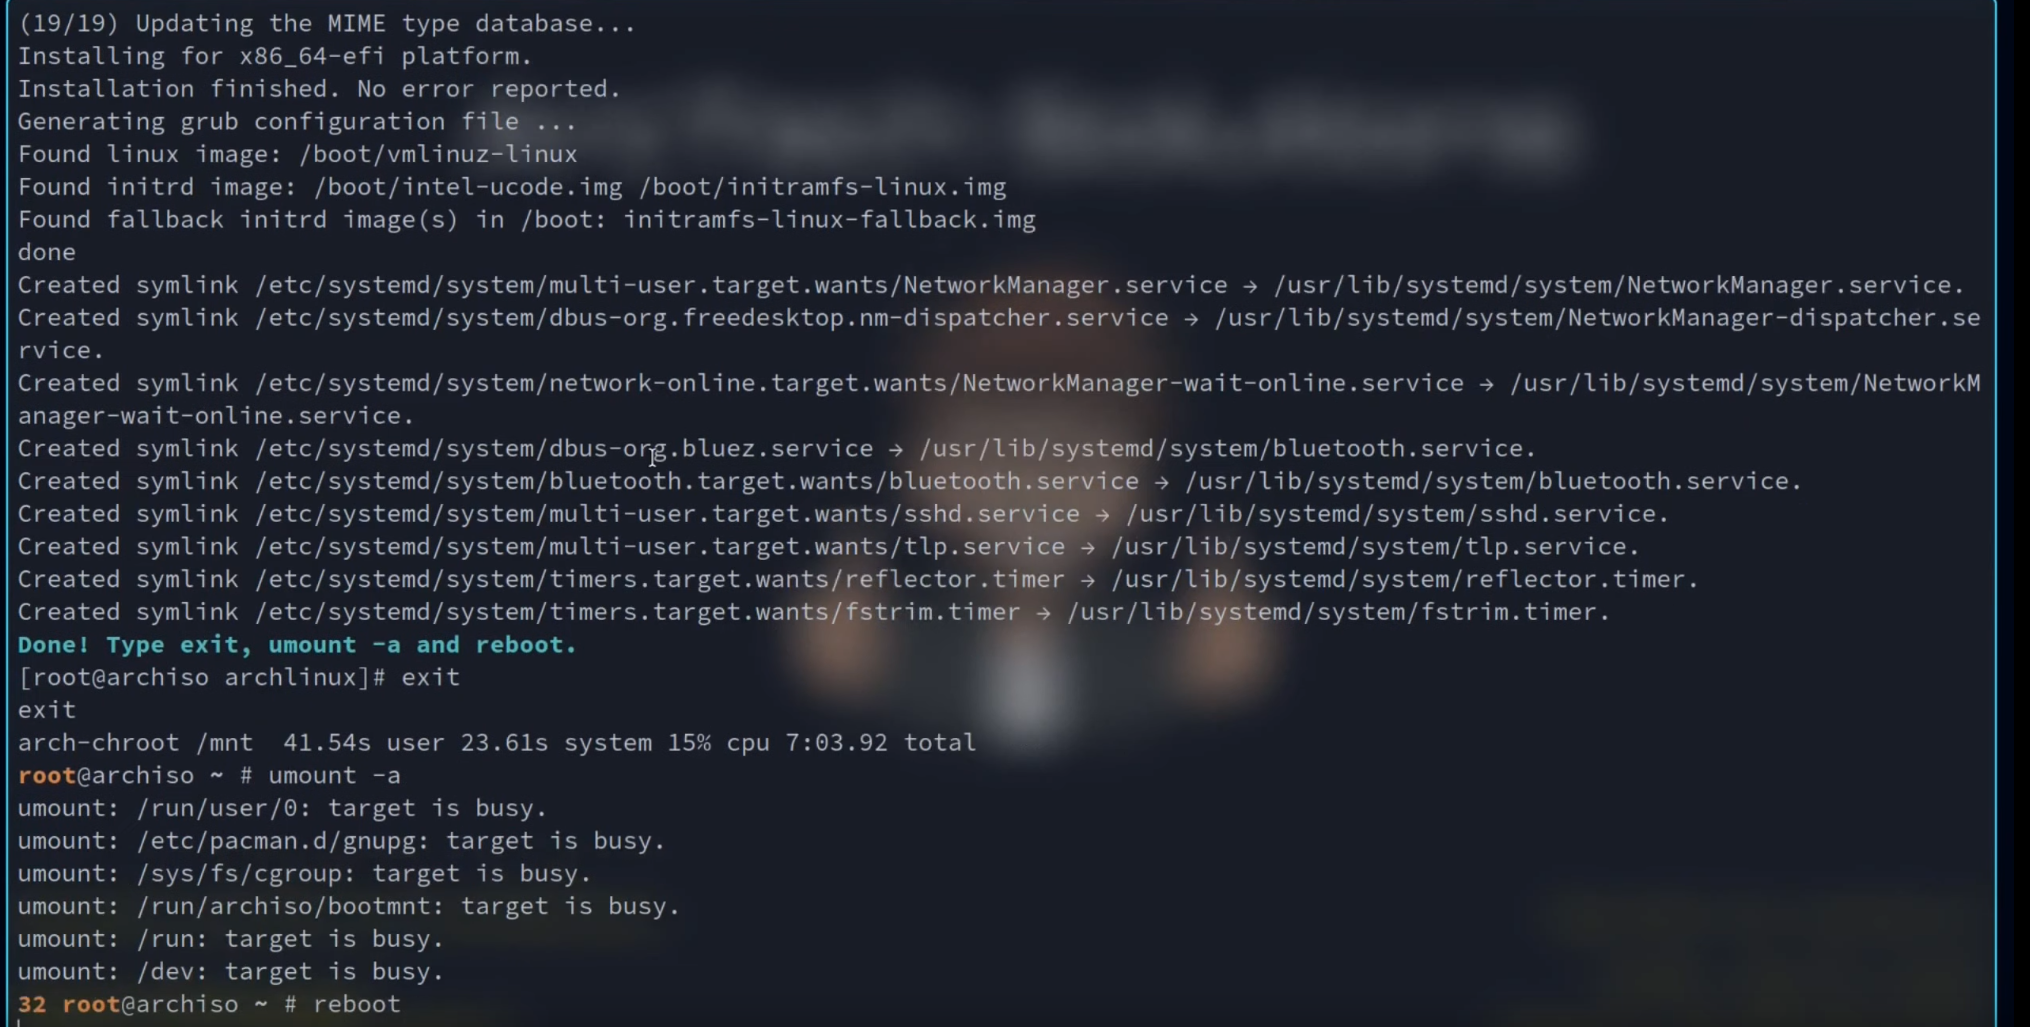 (19/19) Updating the MIME type database...
Installing for x86_64-efi platform.
Installation finished. No error reported.
Generating grub configuration file ...
Found linux image: /boot/vmlinuz-linux
Found initrd image: /boot/intel-ucode.img /boot/initramfs-linux.img
Found fallback initrd image(s) in /boot: initramfs-linux-fallback.img
done
Created symlink /etc/systemd/system/multi-user.target.wants/NetworkManager.service → /usr/lib/systemd/system/NetworkManager.service.
Created symlink /etc/systemd/system/dbus-org.freedesktop.nm-dispatcher.service → /usr/lib/systemd/system/NetworkManager-dispatcher.se
rvice.
Created symlink /etc/systemd/system/network-online.target.wants/NetworkManager-wait-online.service → /usr/lib/systemd/system/NetworkM
anager-wait-online.service.
Created symlink /etc/systemd/system/dbus-org.bluez.service → /usr/lib/systemd/system/bluetooth.service.
Created symlink /etc/systemd/system/bluetooth.target.wants/bluetooth.service → /usr/lib/systemd/system/bluetooth.service.
Created symlink /etc/systemd/system/multi-user.target.wants/sshd.service → /usr/lib/systemd/system/sshd.service.
Created symlink /etc/systemd/system/multi-user.target.wants/tlp.service → /usr/lib/systemd/system/tlp.service.
Created symlink /etc/systemd/system/timers.target.wants/reflector.timer → /usr/lib/systemd/system/reflector.timer.
Created symlink /etc/systemd/system/timers.target.wants/fstrim.timer → /usr/lib/systemd/system/fstrim.timer.
Done! Type exit, umount -a and reboot.
[root@archiso archlinux]# exit
exit
arch-chroot /mnt  41.54s user 23.61s system 15% cpu 7:03.92 total
root@archiso ~ # umount -a
umount: /run/user/0: target is busy.
umount: /etc/pacman.d/gnupg: target is busy.
umount: /sys/fs/cgroup: target is busy.
umount: /run/archiso/bootmnt: target is busy.
umount: /run: target is busy.
umount: /dev: target is busy.
32 root@archiso ~ # reboot